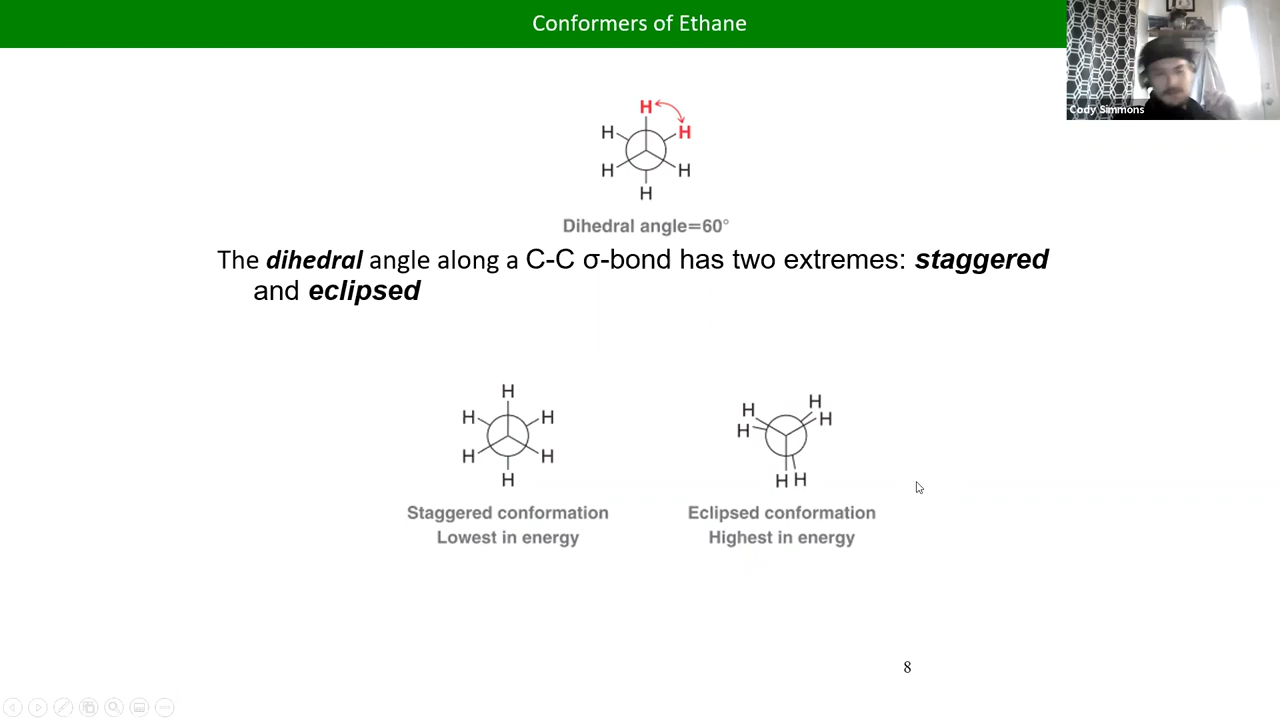 Conformers of Ethane
Cody Simmons
H
H H
H H
H
Dihedral angle=60°
The dihedral angle along a C-C σ-bond has two extremes: staggered
and eclipsed
H
H H
H H
H
H H
H H
H H
Staggered conformation
Lowest in energy
Eclipsed conformation
Highest in energy
8